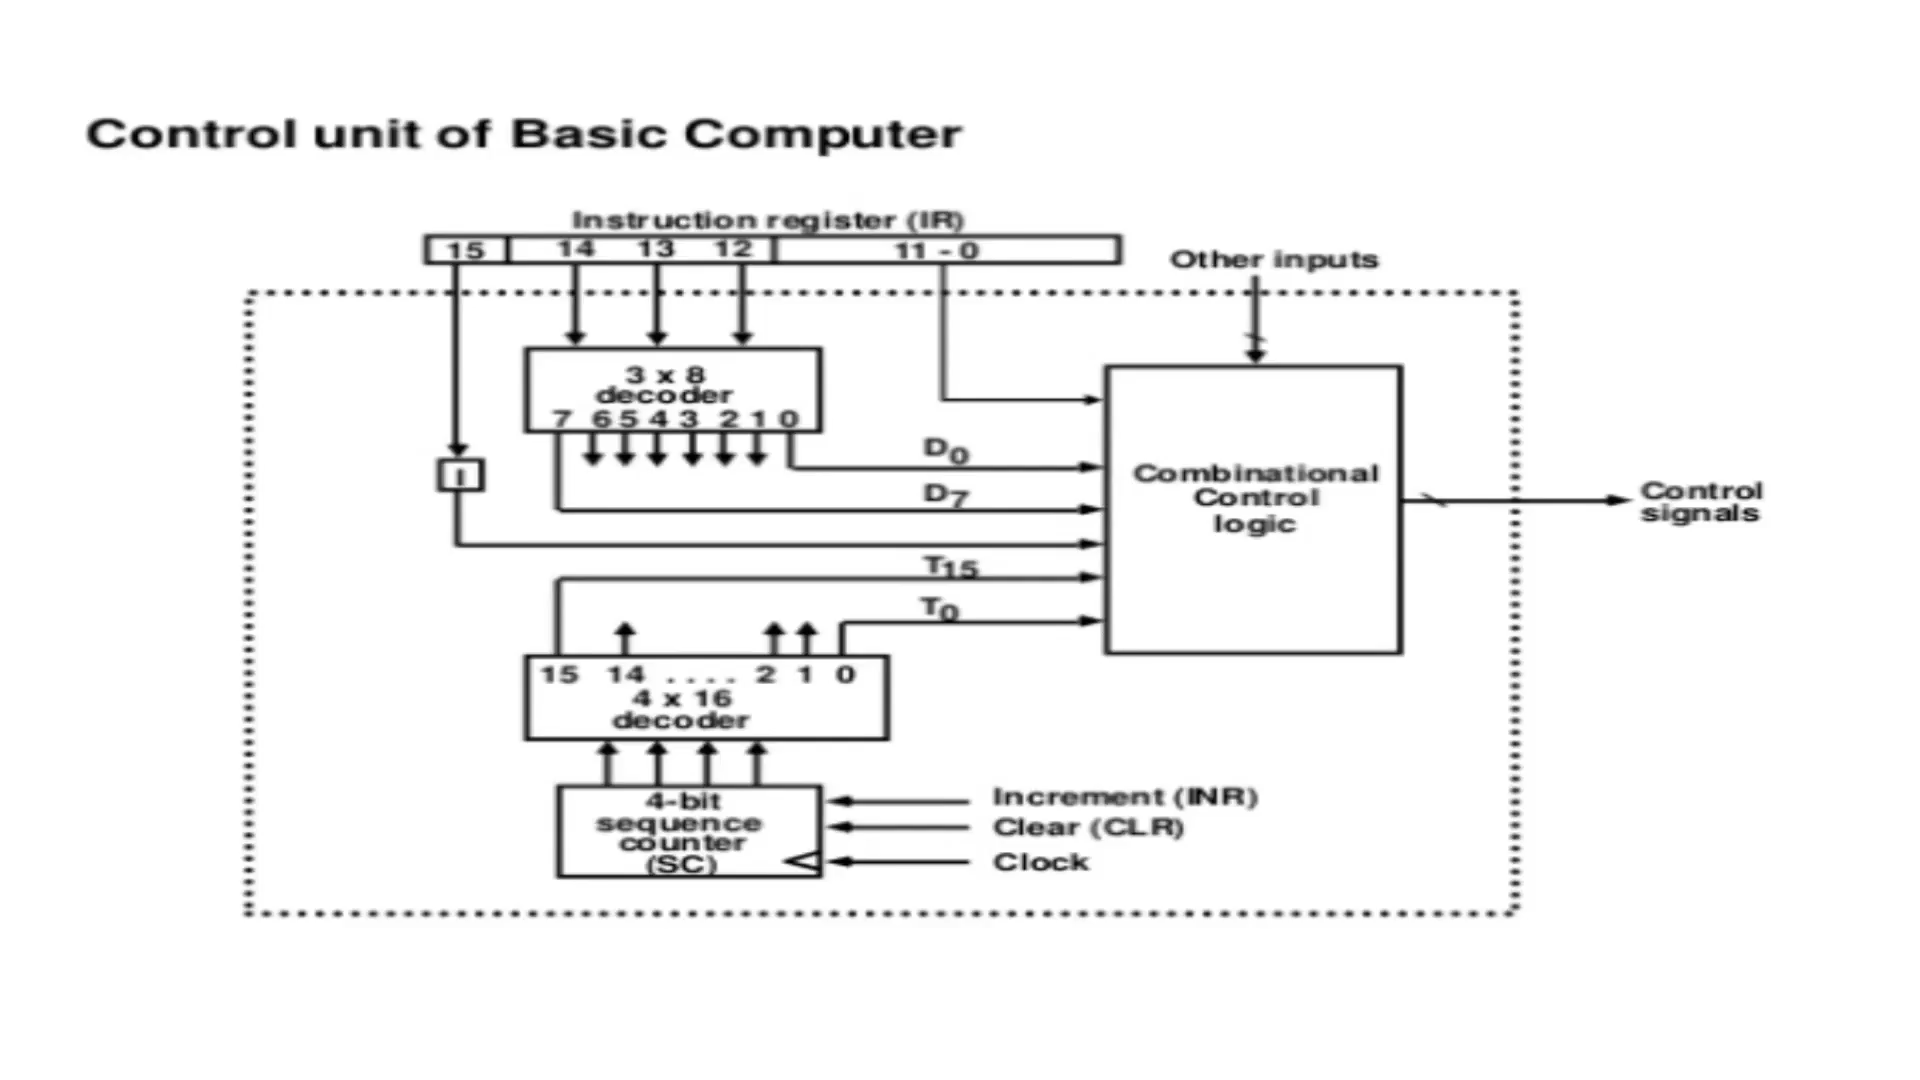 Control unit of Basic Computer
Instruction register (IR)
15 14 13 12 11 - 0
Other inputs
3 x 8
decoder
7 6 5 4 3 2 1 0
I
D0
D7
T15
T0
Combinational
Control
logic
Control
signals
15 14 . . . . 2 1 0
4 x 16
decoder
4-bit
sequence
counter
(SC)
Increment (INR)
Clear (CLR)
Clock